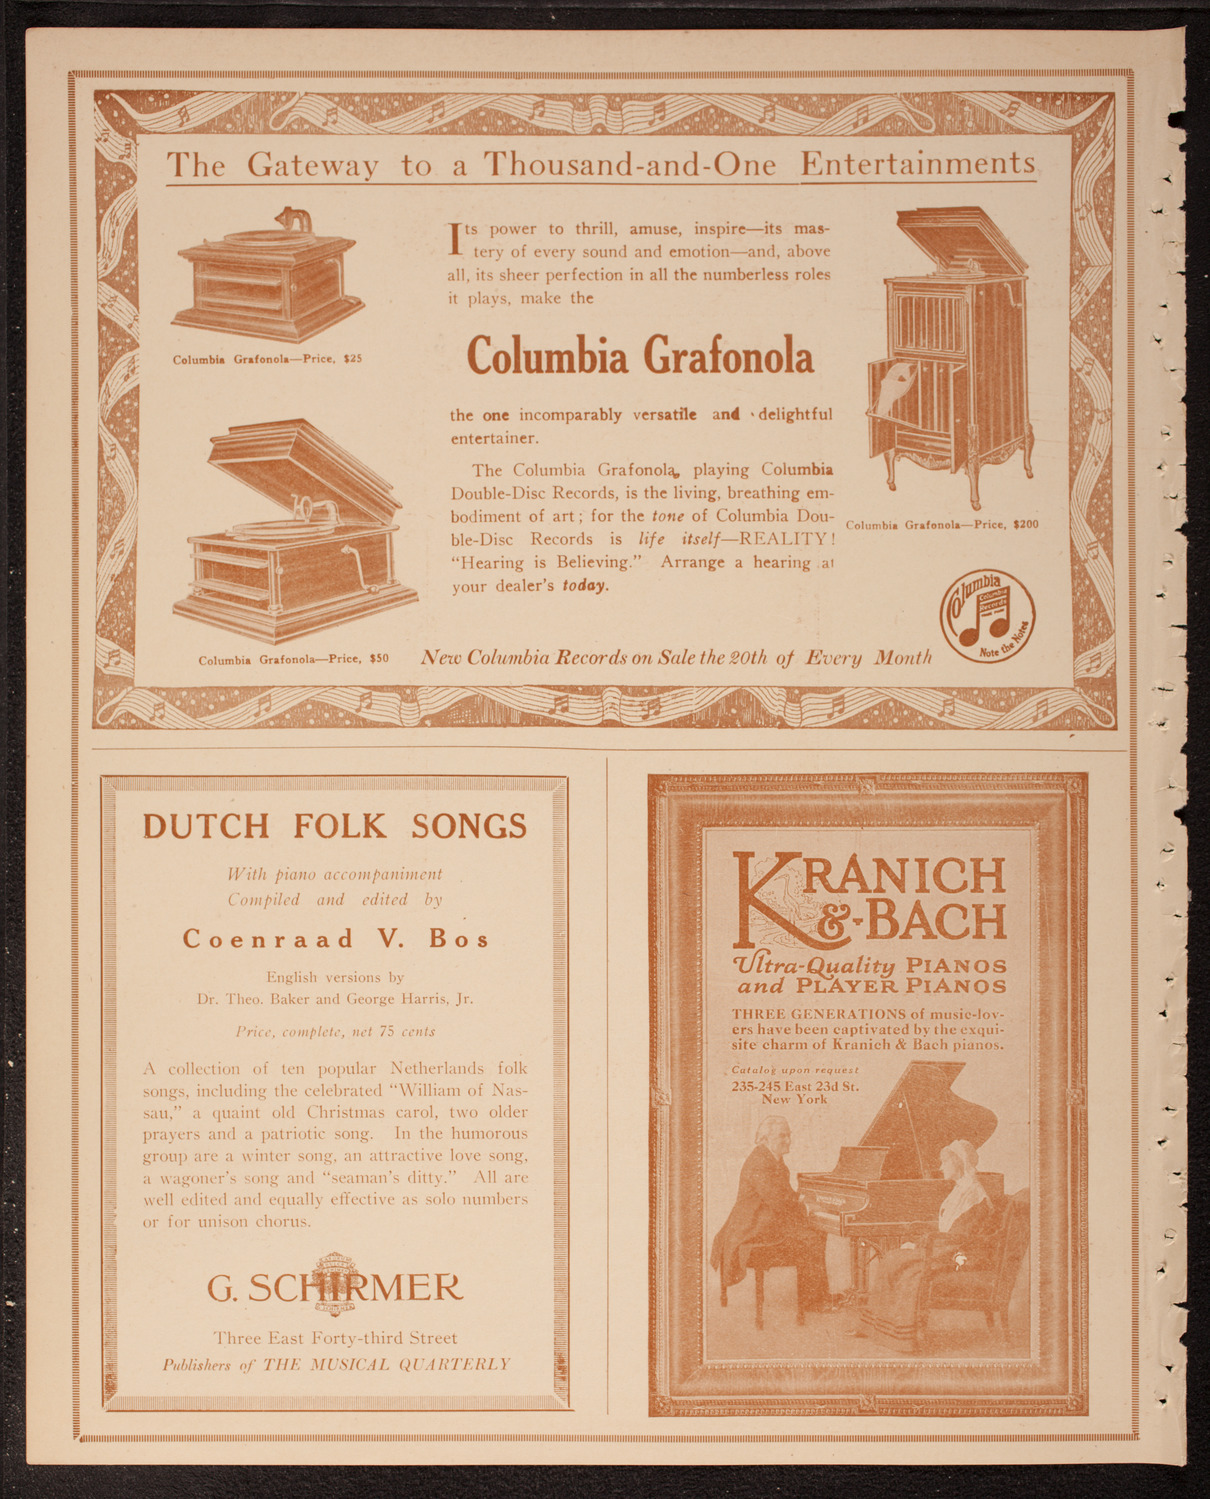 The Gateway to a Thousand-and-One Entertainments
Columbia Grafonola—Price, $25
Its power to thrill, amuse, inspire—its mas-
tery of every sound and emotion—and, above
all, its sheer perfection in all the numberless roles
it plays, make the
Columbia Grafonola
the one incomparably versatile and delightful
entertainer.
The Columbia Grafonola, playing Columbia
Double-Disc Records, is the living, breathing em-
bodiment of art; for the tone of Columbia Dou-
ble-Disc Records is life itself—REALITY!
"Hearing is Believing." Arrange a hearing at
your dealer's today.
Columbia Grafonola—Price, $200
Columbia Grafonola—Price, $50
New Columbia Records on Sale the 20th of Every Month
Columbia
Columbia
Records
Note the Notes
DUTCH FOLK SONGS
With piano accompaniment
Compiled and edited by
Coenraad V. Bos
English versions by
Dr. Theo. Baker and George Harris, Jr.
Price, complete, net 75 cents
A collection of ten popular Netherlands folk
songs, including the celebrated "William of Nas-
sau," a quaint old Christmas carol, two older
prayers and a patriotic song. In the humorous
group are a winter song, an attractive love song,
a wagoner's song and "seaman's ditty." All are
well edited and equally effective as solo numbers
or for unison chorus.
G. SCHIRMER
Three East Forty-third Street
Publishers of THE MUSICAL QUARTERLY
KRANICH
&-BACH
Ultra-Quality PIANOS
and PLAYER PIANOS
THREE GENERATIONS of music-lov-
ers have been captivated by the exqui-
site charm of Kranich & Bach pianos.
Catalog upon request
235-245 East 23d St.
New York